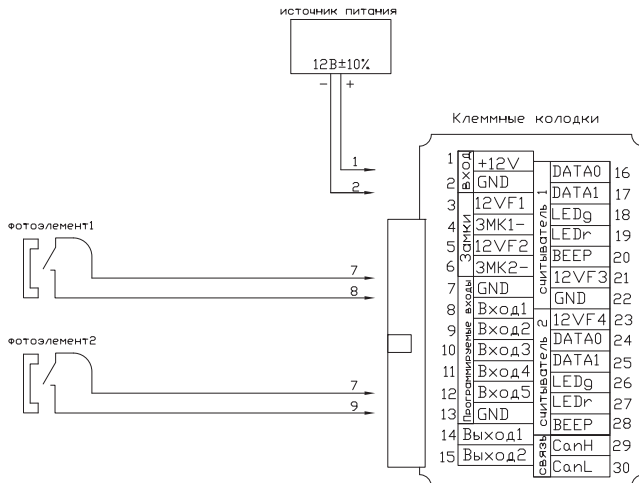 источник питания
12В±10%
- +
1
2
фотоэлемент1
7
8
фотоэлемент2
7
9
Клеммные колодки
вход
1 +12V
2 GND
Замки
3 12VF1
4 ЗМК1-
5 12VF2
6 ЗМК2-
Программируемые входы
7 GND
8 Вход1
9 Вход2
10 Вход3
11 Вход4
12 Вход5
13 GND
14 Выход1
15 Выход2
считыватель 1
DATA0 16
DATA1 17
LEDg 18
LEDr 19
BEEP 20
12VF3 21
GND 22
считыватель 2
12VF4 23
DATA0 24
DATA1 25
LEDg 26
LEDr 27
BEEP 28
связь
CanH 29
CanL 30